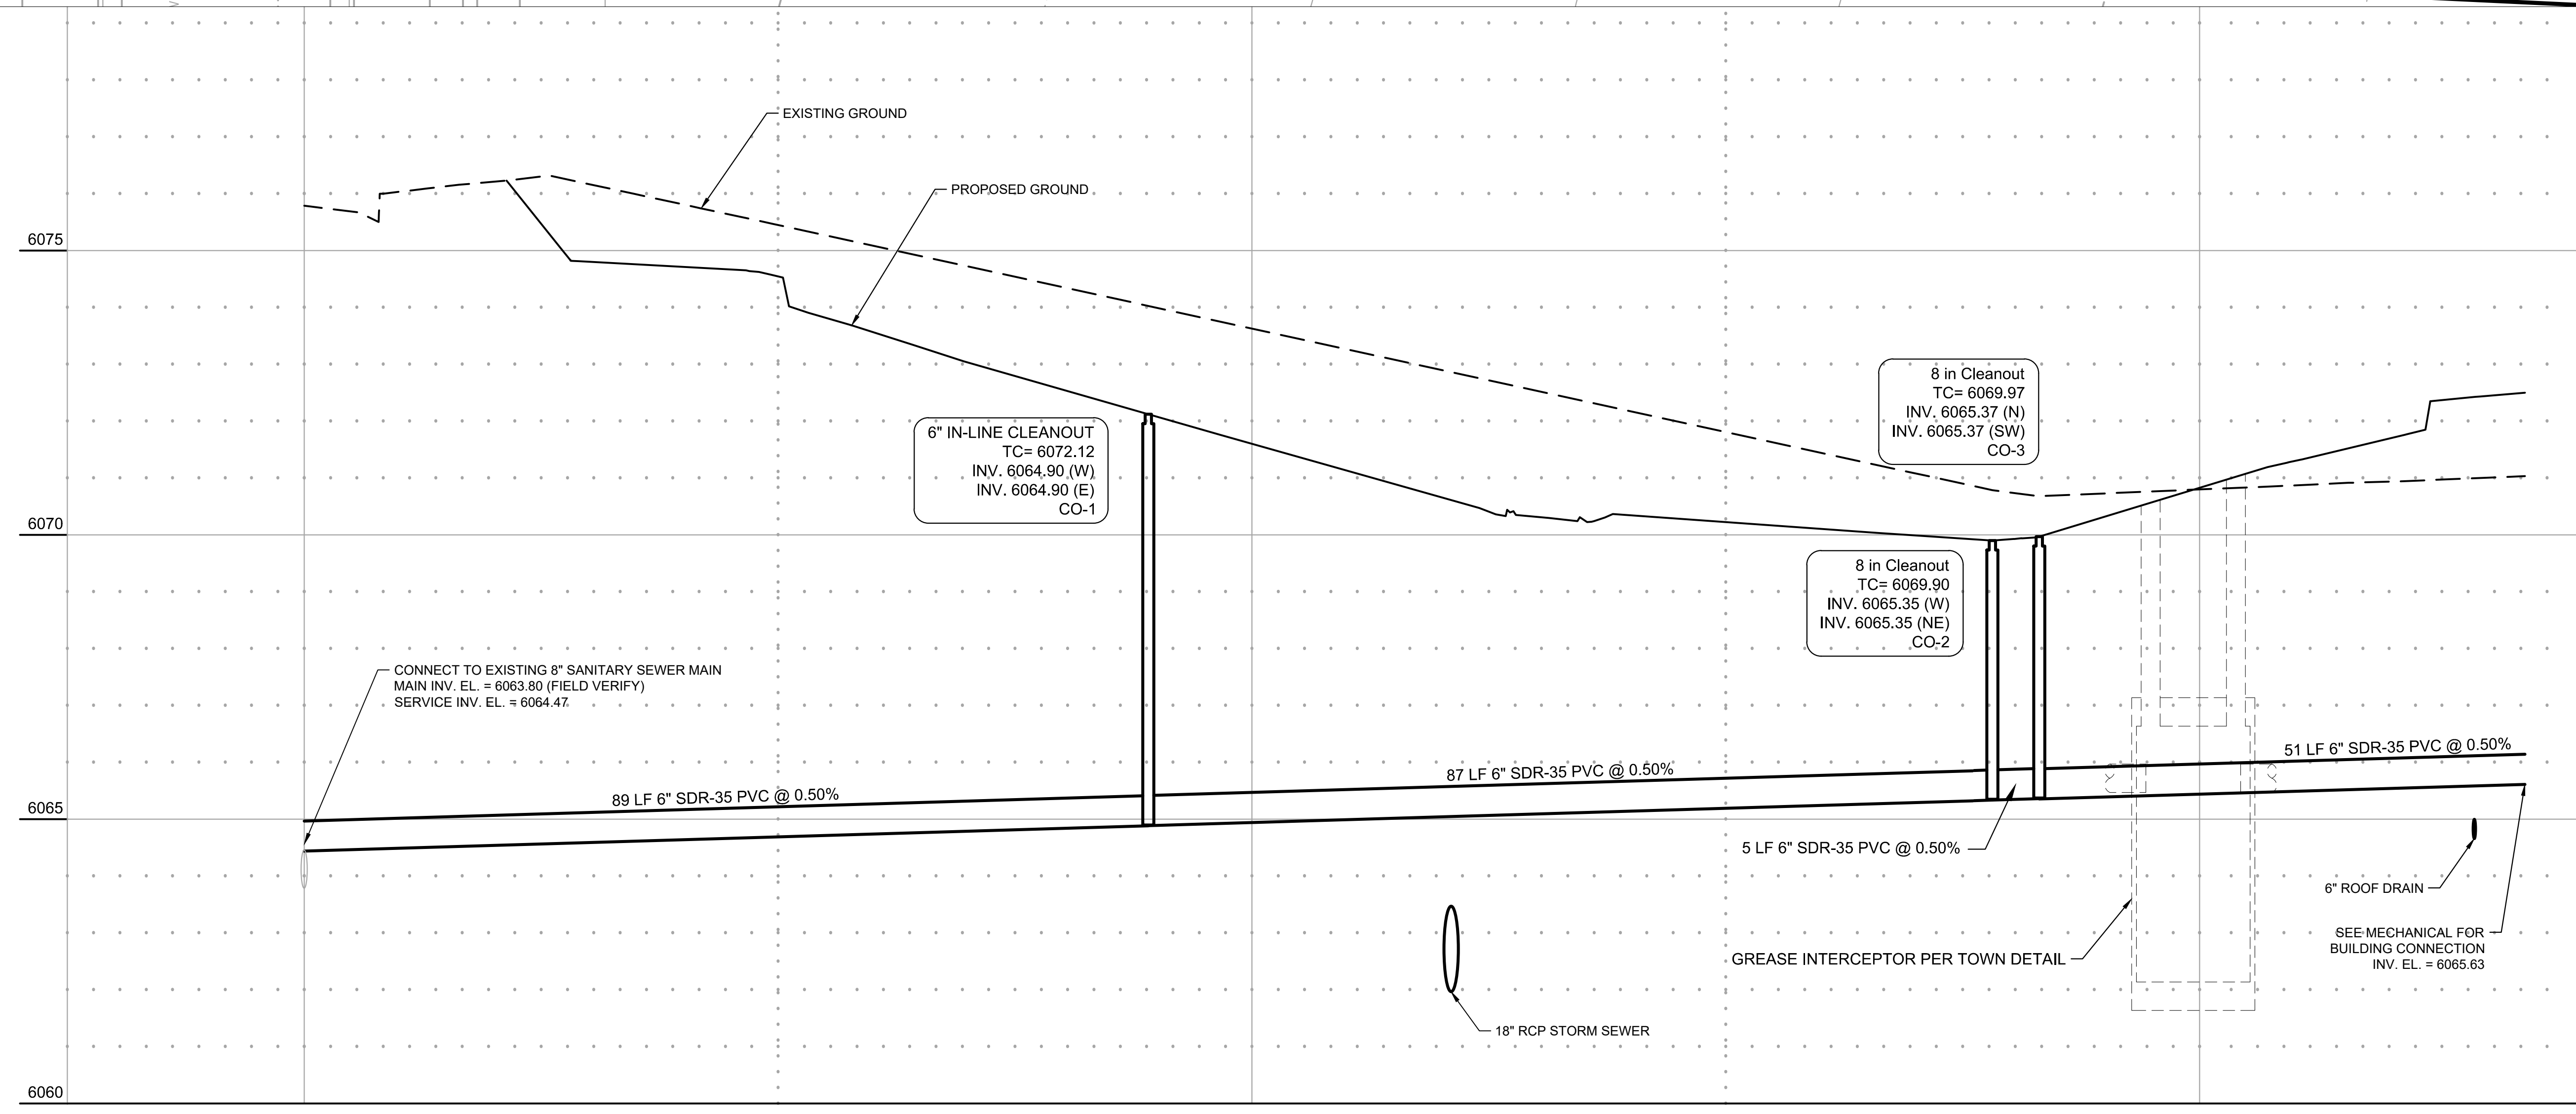 EXISTING GROUND
PROPOSED GROUND
6075
8 in Cleanout
TC= 6069.97
INV. 6065.37 (N)
INV. 6065.37 (SW)
CO-3
6" IN-LINE CLEANOUT
TC= 6072.12
INV. 6064.90 (W)
INV. 6064.90 (E)
CO-1
6070
8 in Cleanout
TC= 6069.90
INV. 6065.35 (W)
INV. 6065.35 (NE)
CO-2
CONNECT TO EXISTING 8" SANITARY SEWER MAIN
MAIN INV. EL. = 6063.80 (FIELD VERIFY)
SERVICE INV. EL. = 6064.47
51 LF 6" SDR-35 PVC @ 0.50%
87 LF 6" SDR-35 PVC @ 0.50%
89 LF 6" SDR-35 PVC @ 0.50%
6065
5 LF 6" SDR-35 PVC @ 0.50%
6" ROOF DRAIN
SEE MECHANICAL FOR
BUILDING CONNECTION
INV. EL. = 6065.63
GREASE INTERCEPTOR PER TOWN DETAIL
18" RCP STORM SEWER
6060